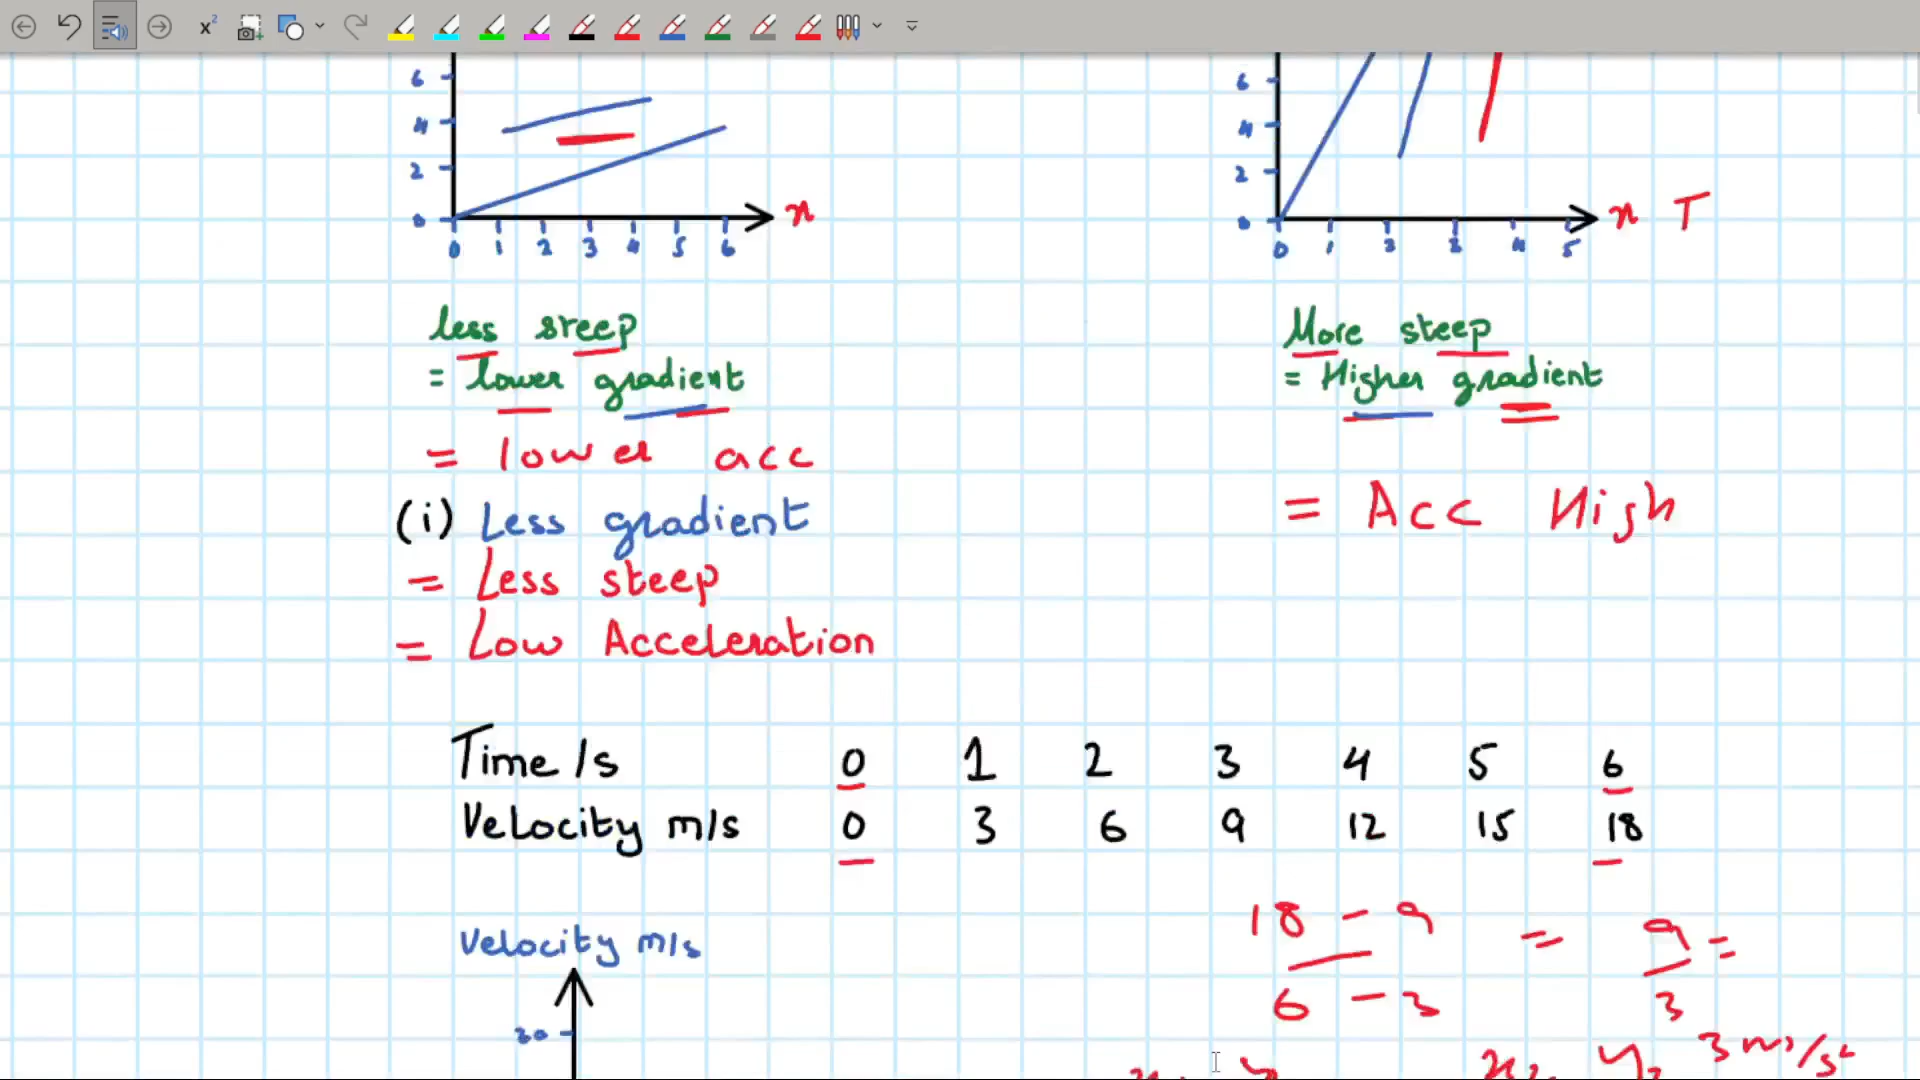 x²
6
4
2
0
0 1 2 3 4 5 6
x
6
4
2
0
0 1 2 3 4 5
x T
less steep
= lower gradient
= lower acc
(i) Less gradient
= Less steep
= Low Acceleration
More steep
= Higher gradient
= Acc High
Time /s 0 1 2 3 4 5 6
Velocity m/s 0 3 6 9 12 15 18
Velocity m/s
18 - 9 = 9 =
6 - 3 3
3 m/s²